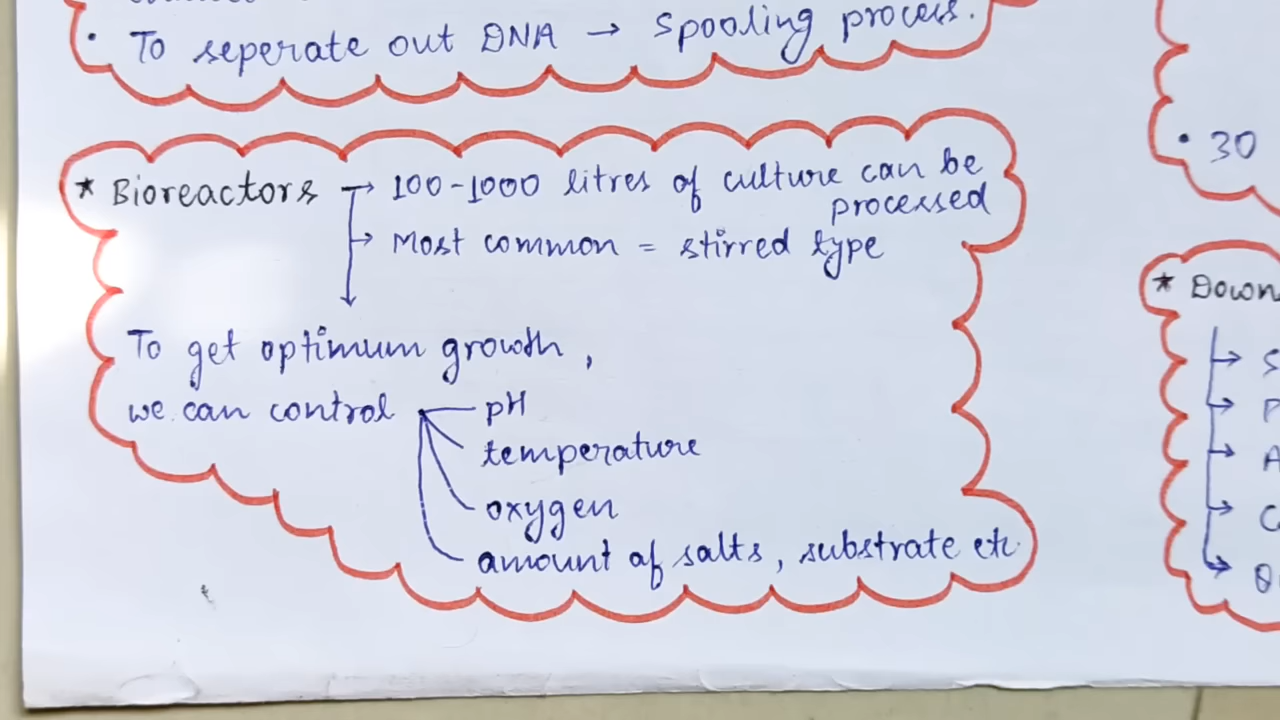 • To seperate out DNA → Spooling process.
★ Bioreactors → 100-1000 litres of culture can be
processed
→ Most common = stirred type
To get optimum growth,
we can control pH
temperature
oxygen
amount of salts, substrate etc
• 30
★ Down
→ S
→ P
→ A
→ C